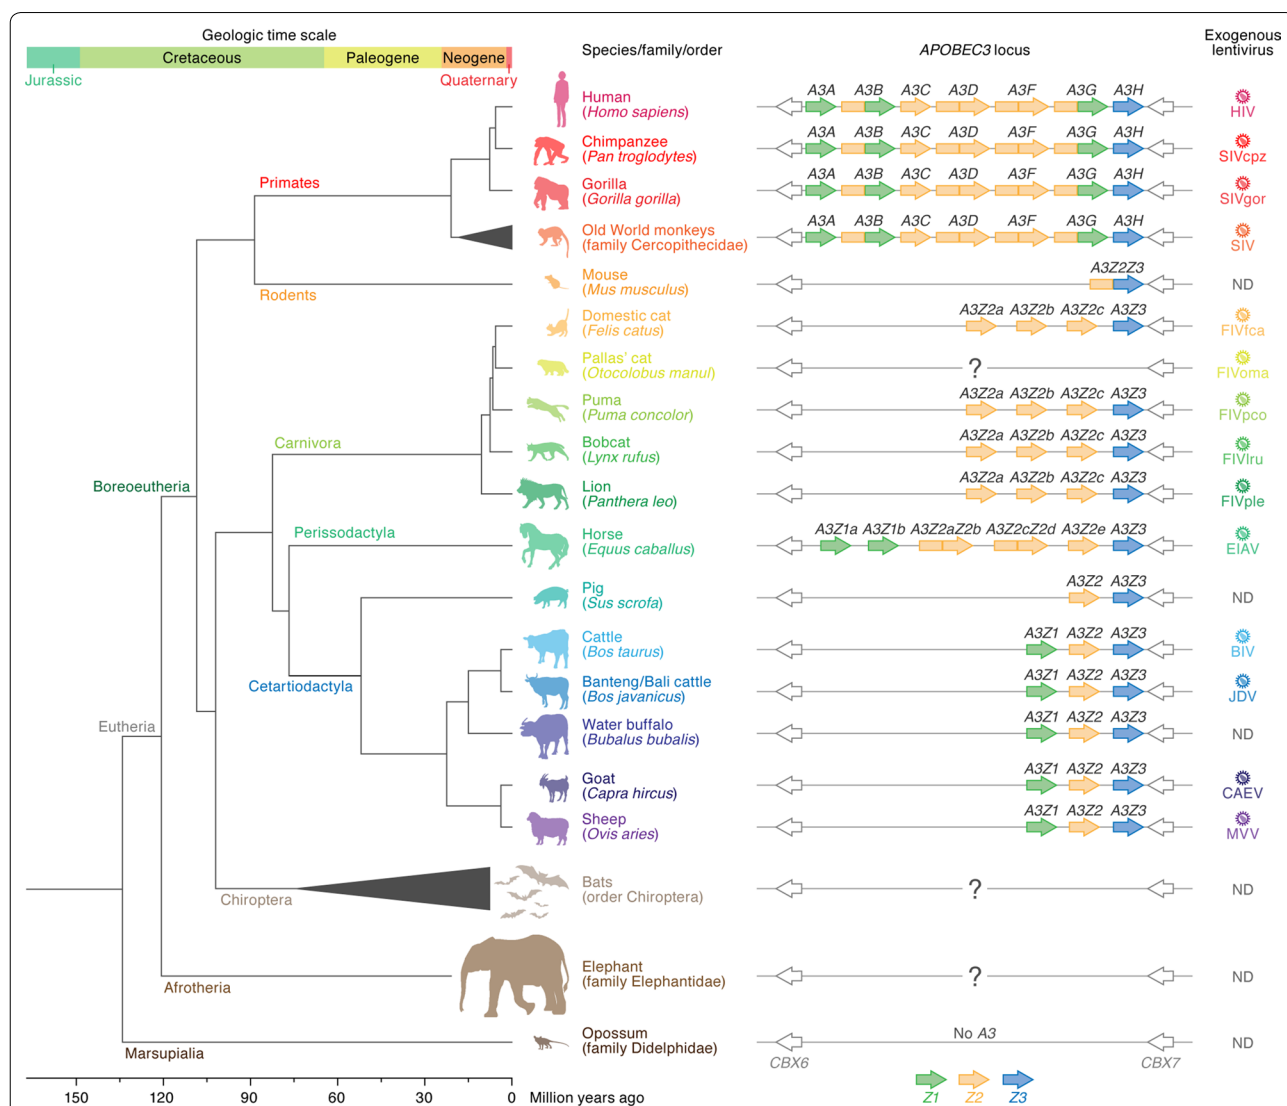 Geologic time scale
Species/family/order
APOBEC3 locus
Exogenous
lentivirus
Cretaceous
Paleogene
Neogene
Jurassic
Quaternary
Human
(Homo sapiens)
A3A A3B A3C A3D A3F A3G A3H
HIV
Chimpanzee
(Pan troglodytes)
A3A A3B A3C A3D A3F A3G A3H
SIVcpz
Primates
Gorilla
(Gorilla gorilla)
A3A A3B A3C A3D A3F A3G A3H
SIVgor
Old World monkeys
(family Cercopithecidae)
A3A A3B A3C A3D A3F A3G A3H
SIV
Rodents
Mouse
(Mus musculus)
A3Z2Z3
ND
Domestic cat
(Felis catus)
A3Z2a A3Z2b A3Z2c A3Z3
FIVfca
Pallas' cat
(Otocolobus manul)
?
FIVoma
Puma
(Puma concolor)
A3Z2a A3Z2b A3Z2c A3Z3
FIVpco
Carnivora
Bobcat
(Lynx rufus)
A3Z2a A3Z2b A3Z2c A3Z3
FIVlru
Boreoeutheria
Lion
(Panthera leo)
A3Z2a A3Z2b A3Z2c A3Z3
FIVple
Perissodactyla
Horse
(Equus caballus)
A3Z1a A3Z1b A3Z2aZ2b A3Z2cZ2d A3Z2e A3Z3
EIAV
Pig
(Sus scrofa)
A3Z2 A3Z3
ND
Cattle
(Bos taurus)
A3Z1 A3Z2 A3Z3
BIV
Cetartiodactyla
Banteng/Bali cattle
(Bos javanicus)
A3Z1 A3Z2 A3Z3
JDV
Eutheria
Water buffalo
(Bubalus bubalis)
A3Z1 A3Z2 A3Z3
ND
Goat
(Capra hircus)
A3Z1 A3Z2 A3Z3
CAEV
Sheep
(Ovis aries)
A3Z1 A3Z2 A3Z3
MVV
Chiroptera
Bats
(order Chiroptera)
?
ND
Afrotheria
Elephant
(family Elephantidae)
?
ND
Marsupialia
Opossum
(family Didelphidae)
No A3
ND
CBX6
CBX7
150 120 90 60 30 0 Million years ago
Z1 Z2 Z3